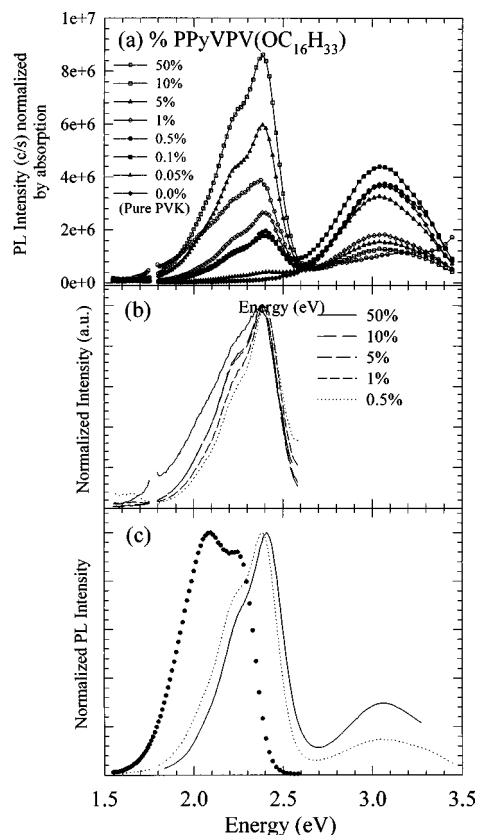 1e+7
8e+6
6e+6
4e+6
2e+6
0e+0
PL Intensity (c/s) normalized
by absorption
(a) % PPyVPV(OC16H33)
50%
10%
5%
1%
0.5%
0.1%
0.05%
0.0%
(Pure PVK)
Energy (eV)
(b)
Normalized Intensity (a.u.)
50%
10%
5%
1%
0.5%
(c)
Normalized PL Intensity
1.5 2.0 2.5 3.0 3.5
Energy (eV)